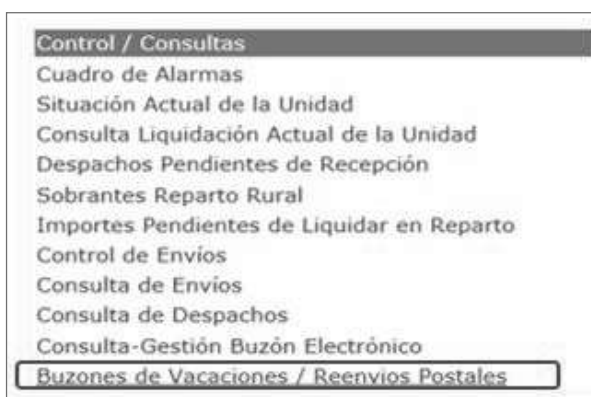 Control / Consultas
Cuadro de Alarmas
Situación Actual de la Unidad
Consulta Liquidación Actual de la Unidad
Despachos Pendientes de Recepción
Sobrantes Reparto Rural
Importes Pendientes de Liquidar en Reparto
Control de Envíos
Consulta de Envíos
Consulta de Despachos
Consulta-Gestión Buzón Electrónico
Buzones de Vacaciones / Reenvios Postales